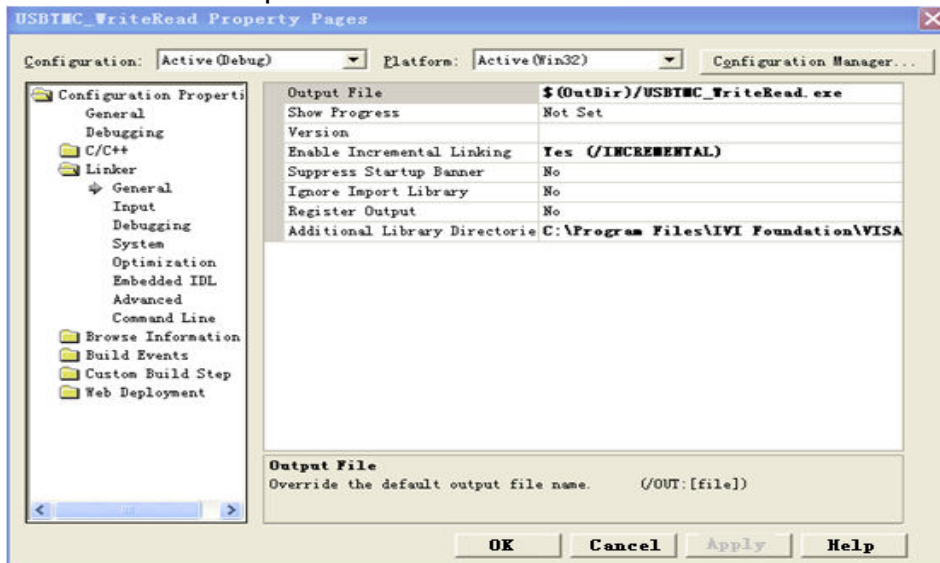 USBTMC_WriteRead Property Pages
Configuration: Active(Debug) Platform: Active(Win32) Configuration Manager...
Configuration Properti
General
Debugging
C/C++
Linker
General
Input
Debugging
System
Optimization
Embedded IDL
Advanced
Command Line
Browse Information
Build Events
Custom Build Step
Web Deployment
Output File $(OutDir)/USBTMC_WriteRead.exe
Show Progress Not Set
Version
Enable Incremental Linking Yes (/INCREMENTAL)
Suppress Startup Banner No
Ignore Import Library No
Register Output No
Additional Library Directorie C:\Program Files\IVI Foundation\VISA
Output File
Override the default output file name. (/OUT:[file])
OK Cancel Apply Help